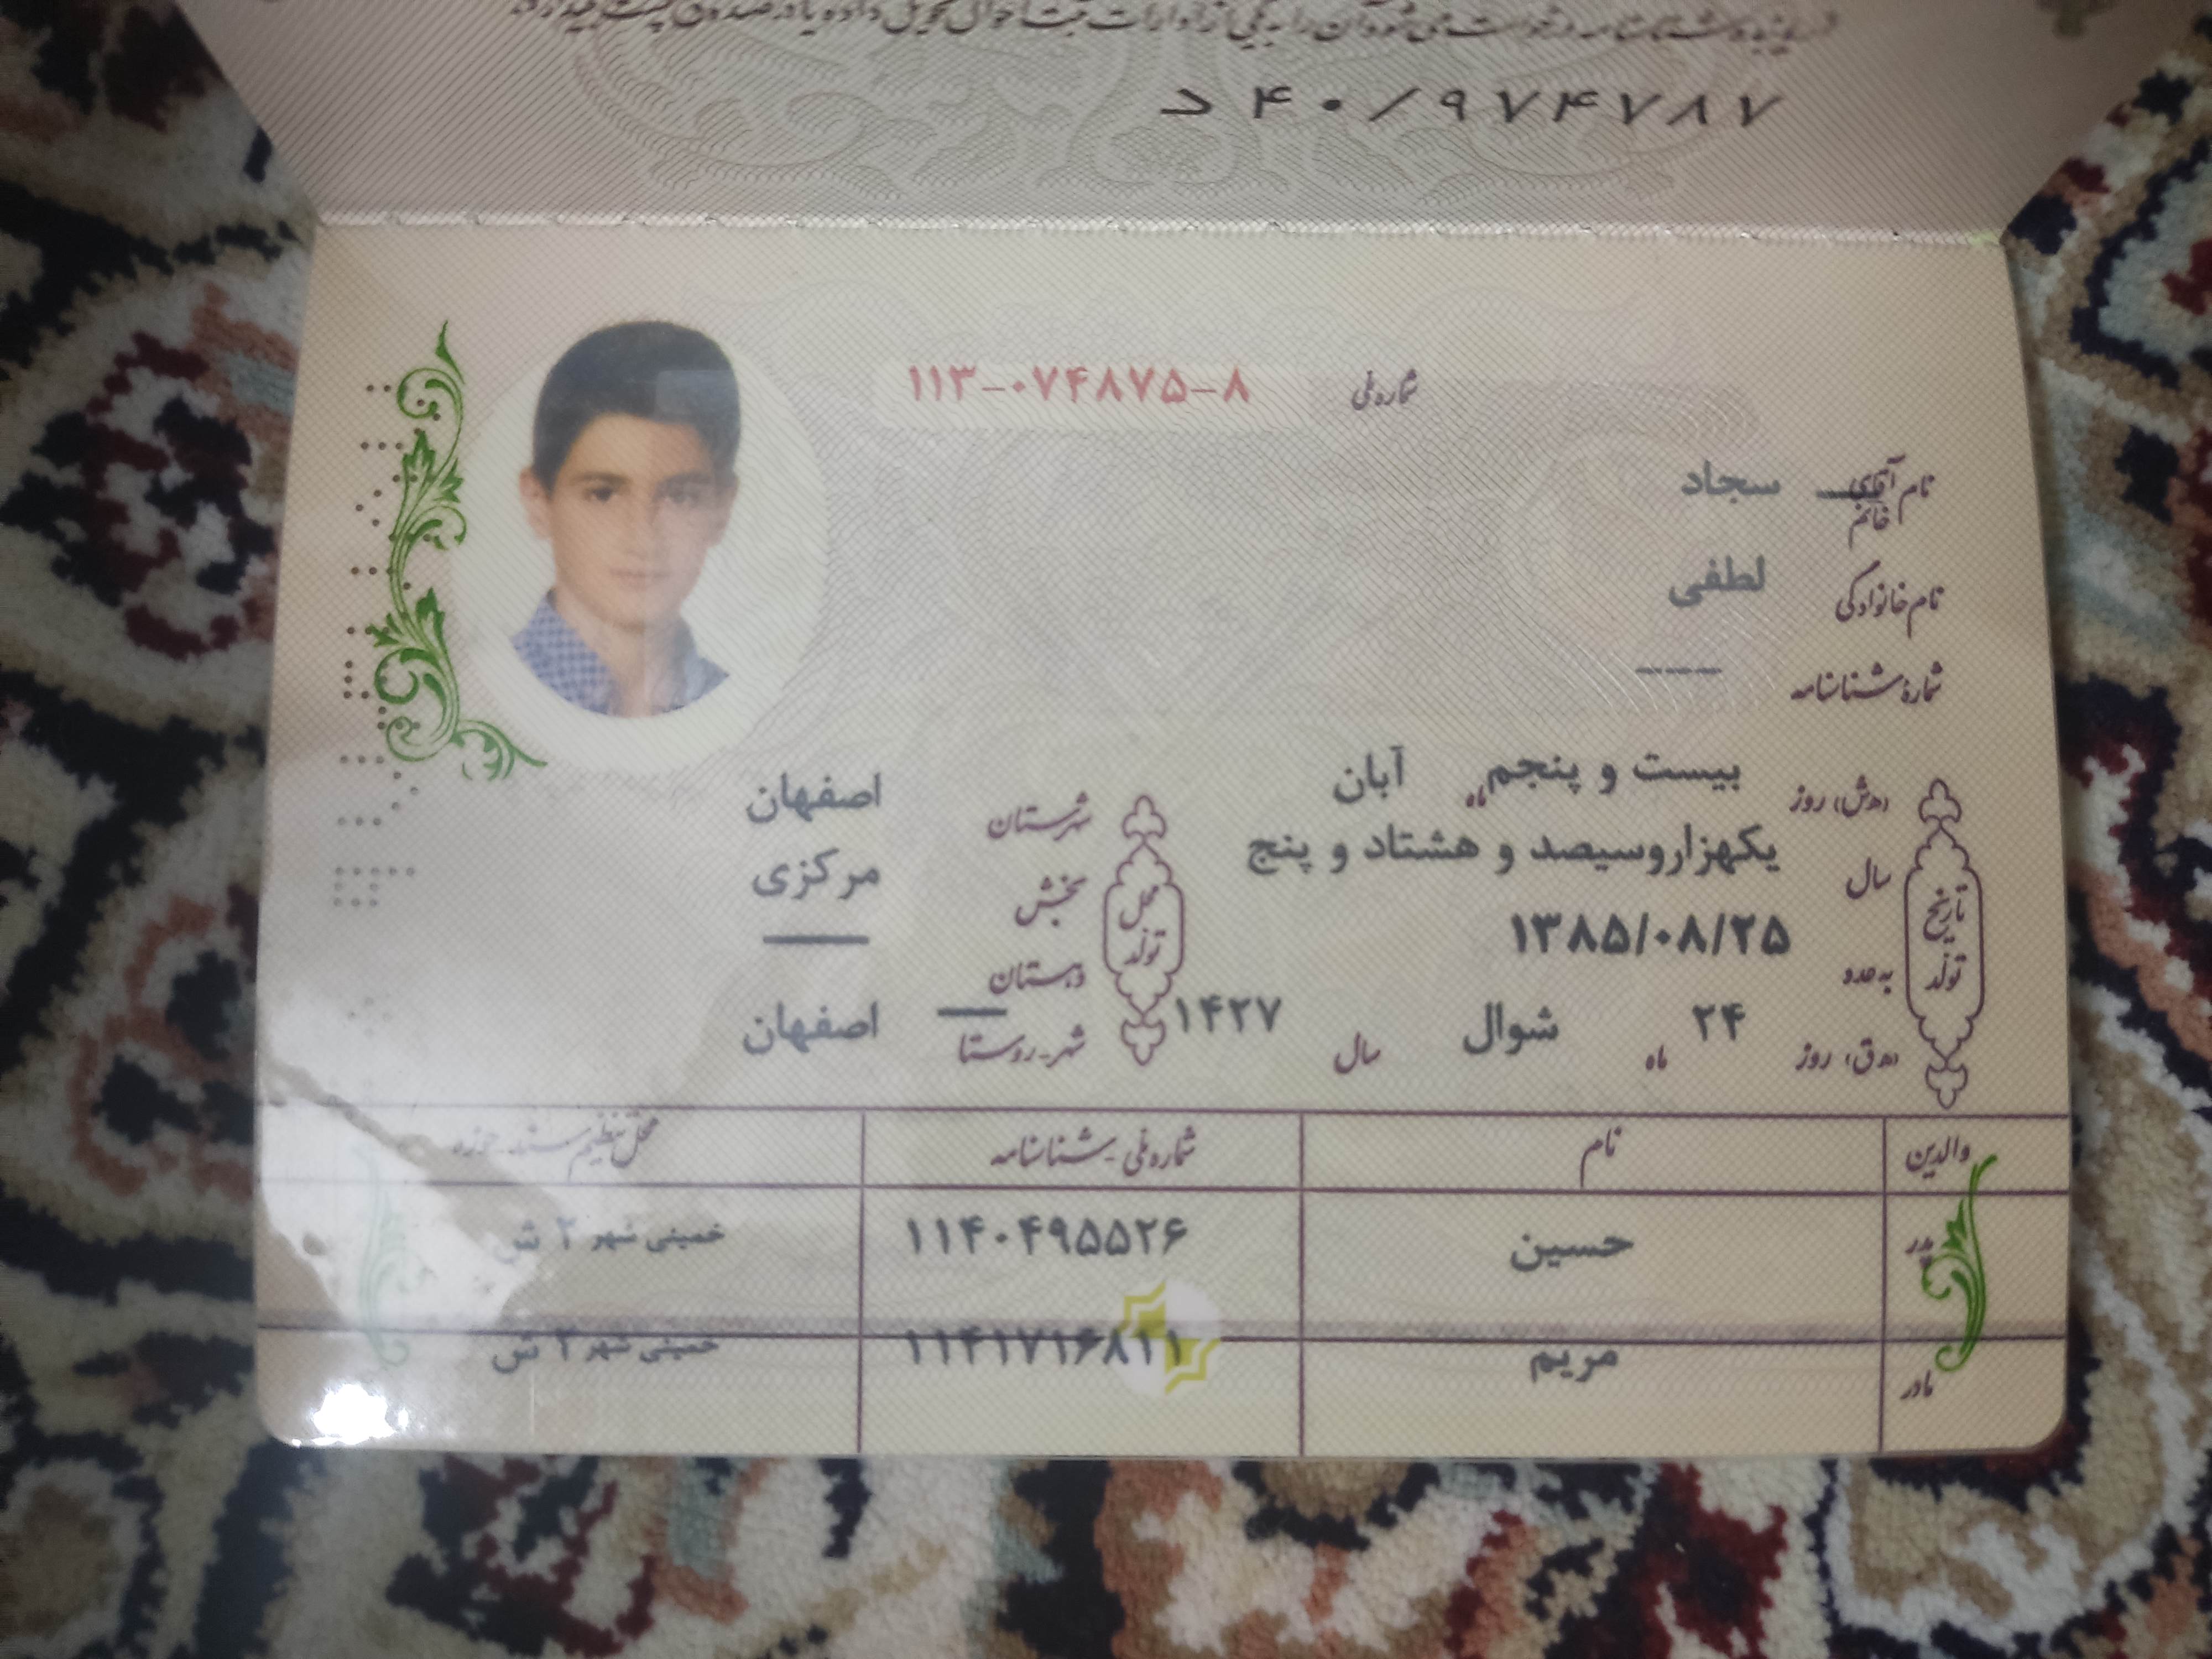 د ۴۰/۹۷۴۷۸۷
شماره ملی ۱۱۳-۰۷۴۸۷۵-۸
نام آقای خانم سجاد
نام خانوادگی لطفی
شماره شناسنامه ----
تاریخ تولد
(ه.ش) روز بیست و پنجم ماه آبان
سال یکهزاروسیصد و هشتاد و پنج
به عدد ۱۳۸۵/۰۸/۲۵
(ه.ق) روز ۲۴ ماه شوال سال ۱۴۲۷
محل تولد
شهرستان اصفهان
بخش مرکزی
دهستان
شهر-روستا اصفهان
والدین نام شماره ملی-شناسنامه محل تنظیم سند-حوزه
پدر حسین ۱۱۴۰۴۹۵۵۲۶ خمینی شهر ۲ ش
مادر مریم ۱۱۴۱۷۱۶۸۱۱ خمینی شهر ۲ ش